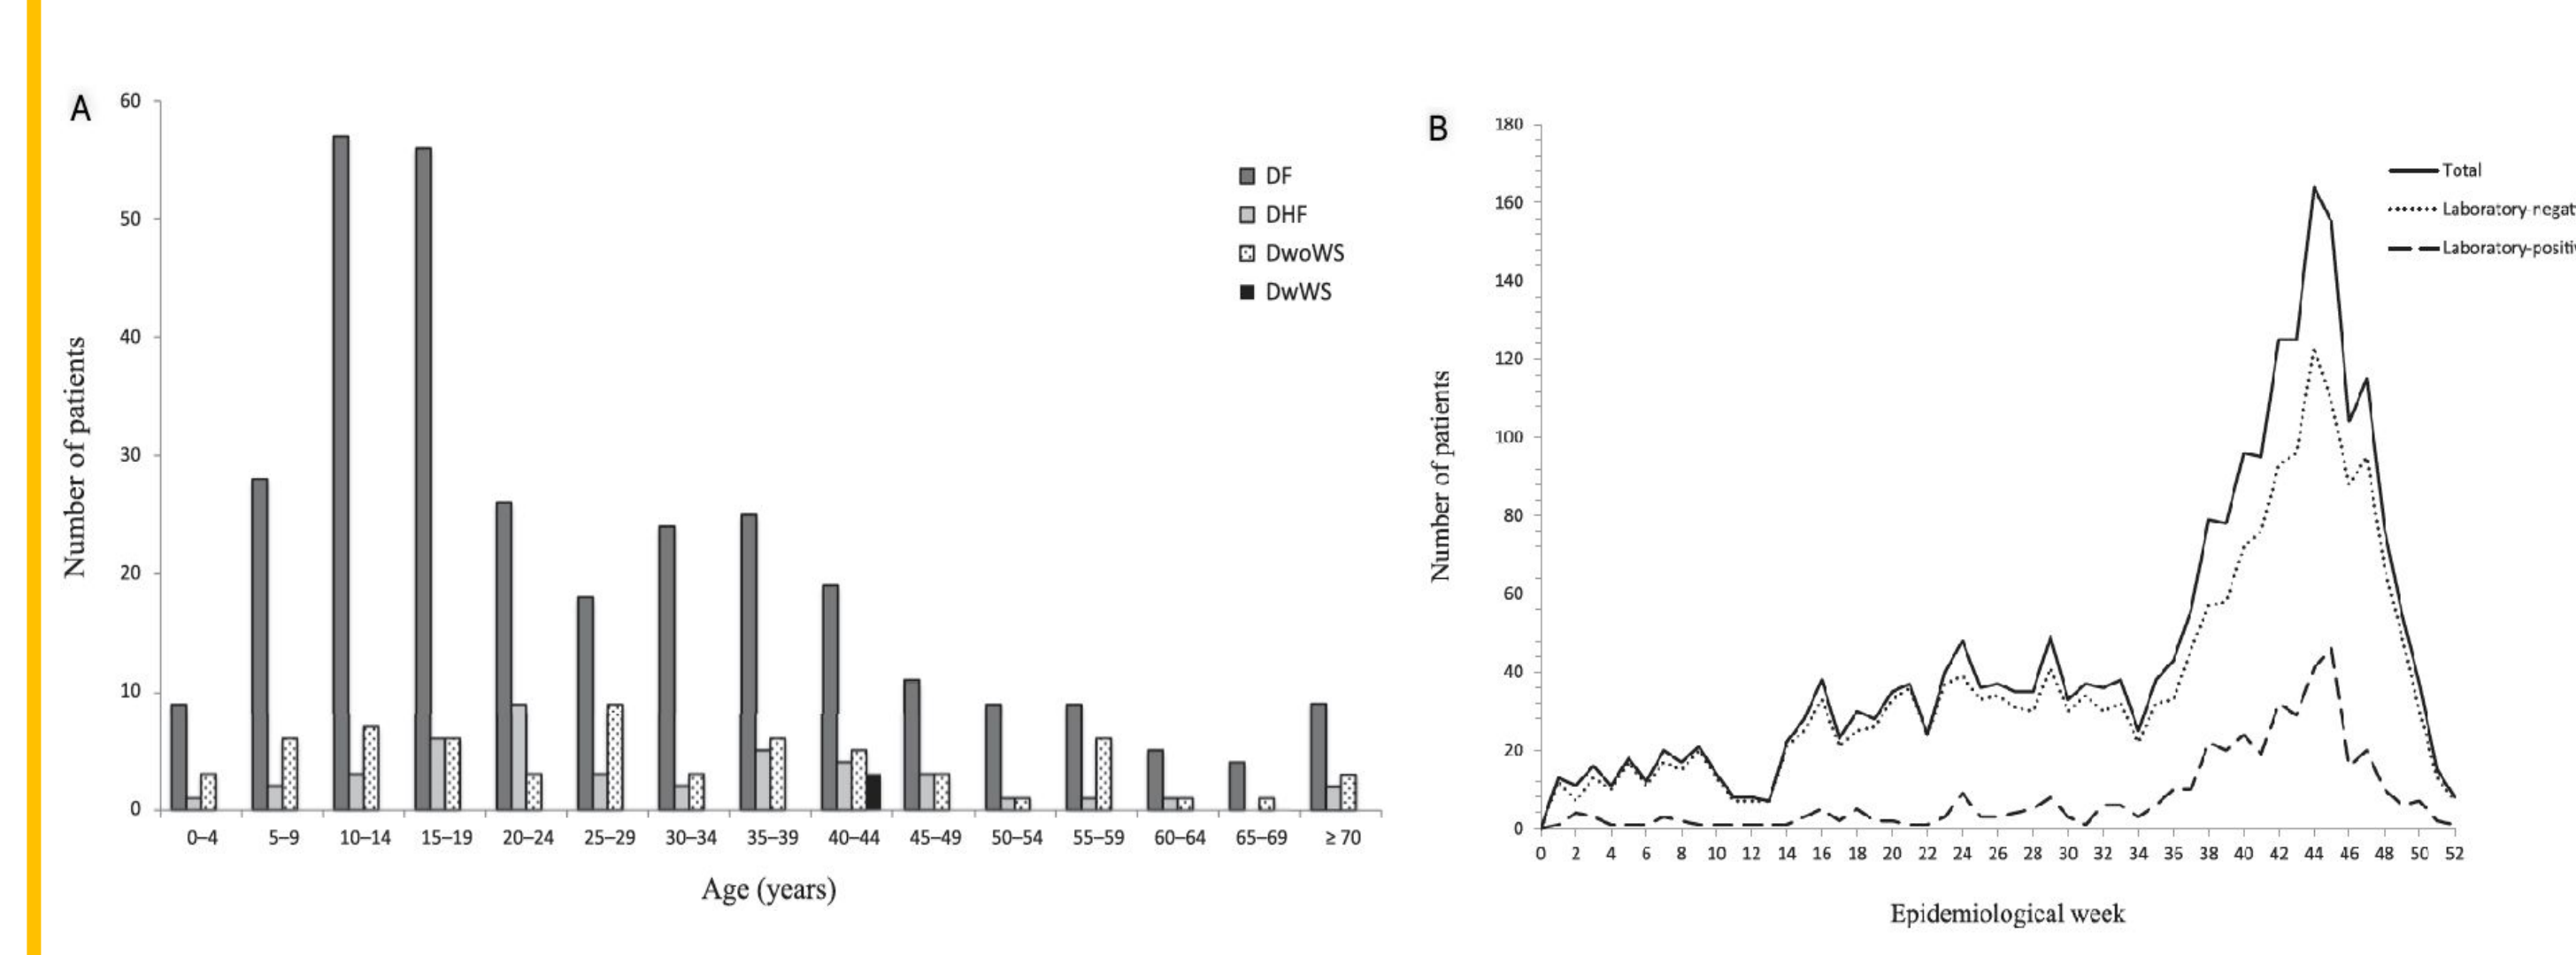 A
60
50
40
30
20
10
0
Number of patients
DF
DHF
DwoWS
DwWS
0–4 5–9 10–14 15–19 20–24 25–29 30–34 35–39 40–44 45–49 50–54 55–59 60–64 65–69 ≥ 70
Age (years)
B
180
160
140
120
100
80
60
40
20
0
Number of patients
Total
Laboratory-negat
Laboratory-positiv
0 2 4 6 8 10 12 14 16 18 20 22 24 26 28 30 32 34 36 38 40 42 44 46 48 50 52
Epidemiological week